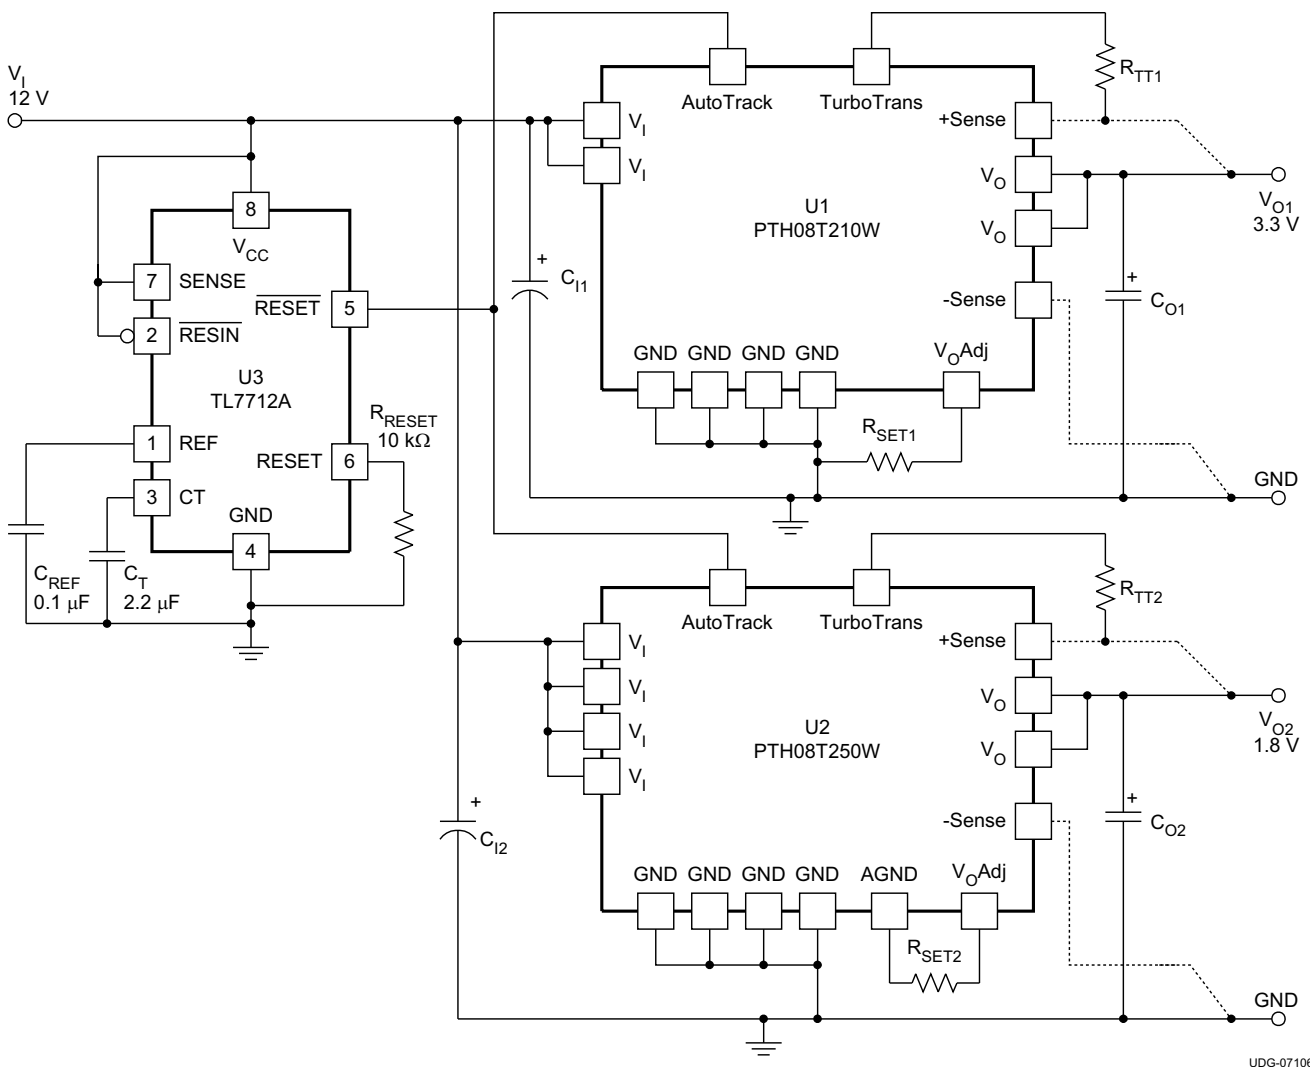 V_I
12 V
AutoTrack
TurboTrans
R_TT1
V_I
V_I
+Sense
V_O
V_O
-Sense
V_O1
3.3 V
U1
PTH08T210W
8
V_CC
7 SENSE
2 RESIN
RESET 5
U3
TL7712A
1 REF
3 CT
RESET 6
R_RESET
10 kΩ
GND
4
C_REF
0.1 μF
C_T
2.2 μF
+
C_I1
GND GND GND GND
V_OAdj
R_SET1
+
C_O1
GND
AutoTrack
TurboTrans
R_TT2
V_I
V_I
V_I
V_I
+Sense
V_O
V_O
-Sense
V_O2
1.8 V
U2
PTH08T250W
+
C_I2
+
C_O2
GND GND GND GND AGND V_OAdj
R_SET2
GND
UDG-07106